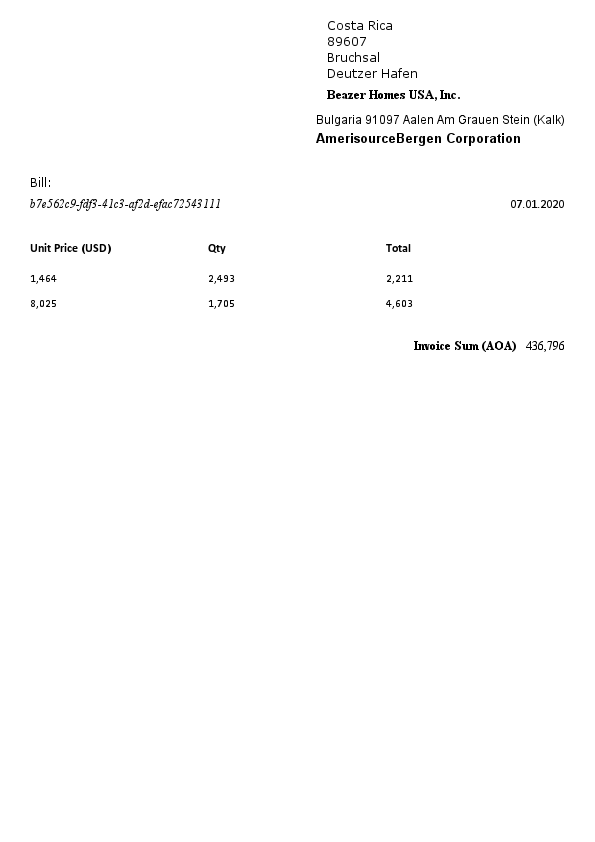 Costa Rica
89607
Bruchsal
Deutzer Hafen
Beazer Homes USA, Inc.
Bulgaria 91097 Aalen Am Grauen Stein (Kalk)
AmerisourceBergen Corporation
Bill:
b7e562c9-fdf3-41c3-af2d-efac72543111 07.01.2020
Unit Price (USD) Qty Total
1,464 2,493 2,211
8,025 1,705 4,603
Invoice Sum (AOA) 436,796